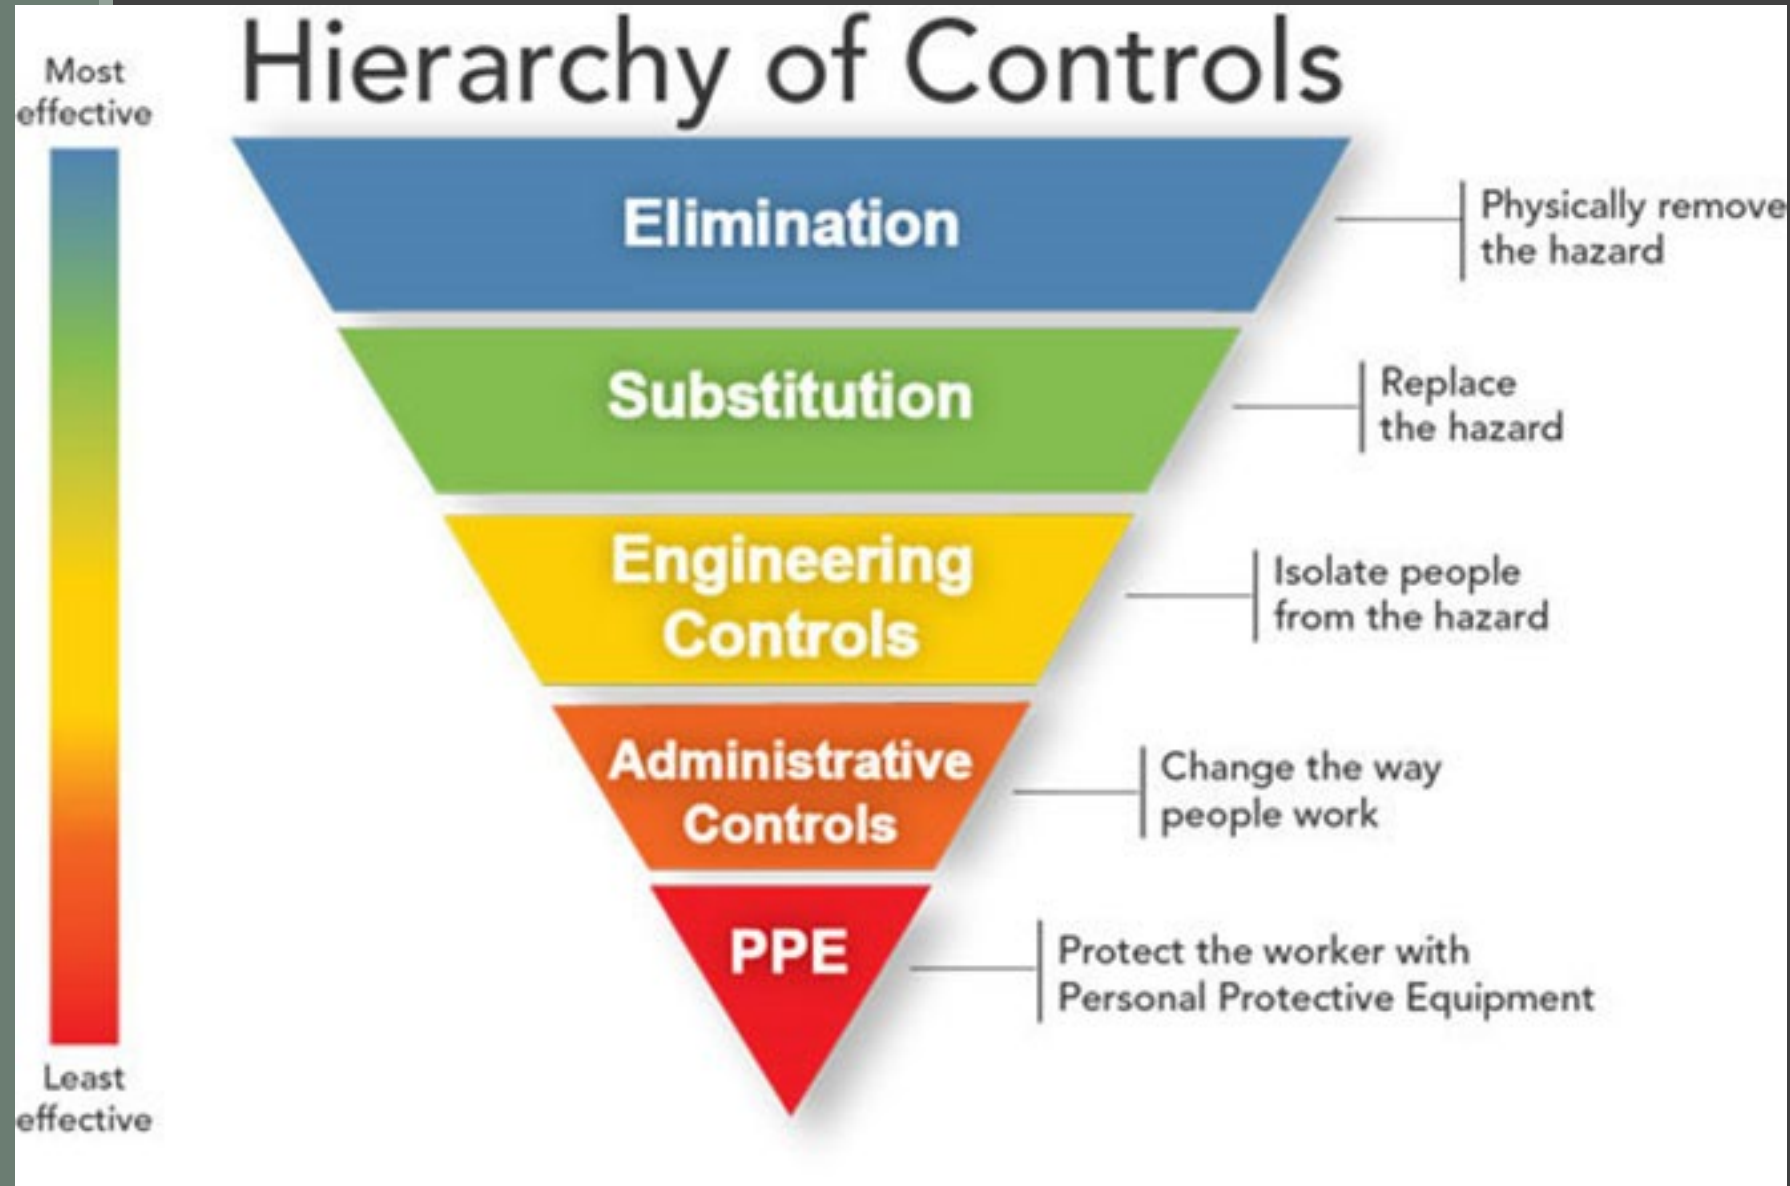 Hierarchy of Controls
Most
effective
Elimination
Physically remove
the hazard
Substitution
Replace
the hazard
Engineering
Controls
Isolate people
from the hazard
Administrative
Controls
Change the way
people work
PPE
Protect the worker with
Personal Protective Equipment
Least
effective